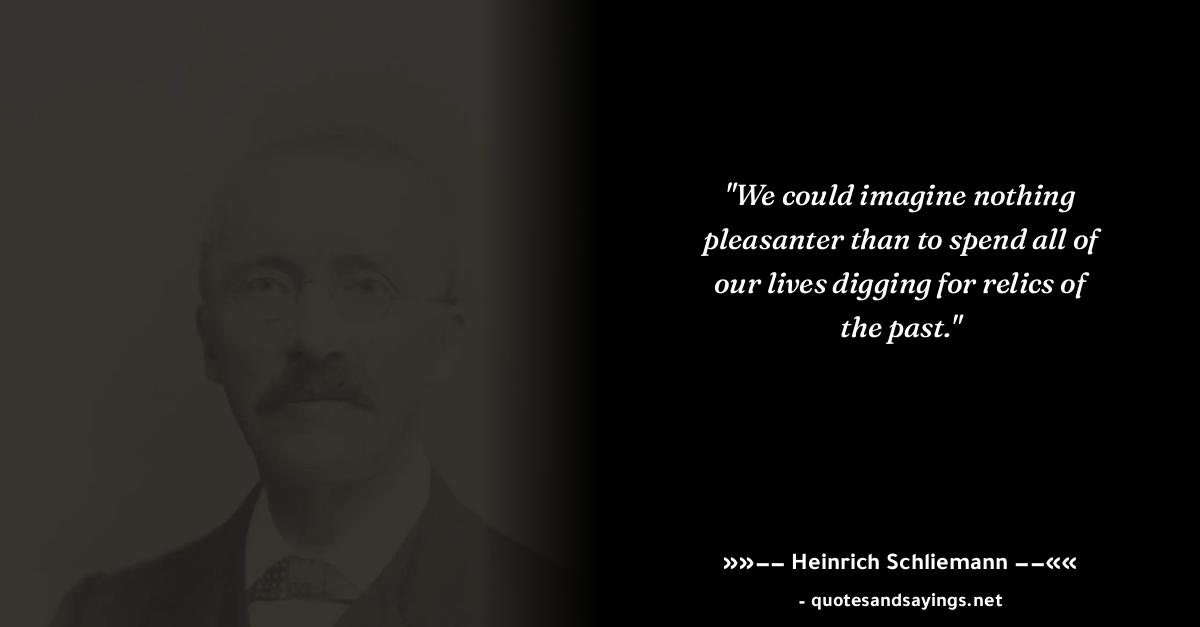 "We could imagine nothing
pleasanter than to spend all of
our lives digging for relics of
the past."
»»−− Heinrich Schliemann −−««
- quotesandsayings.net